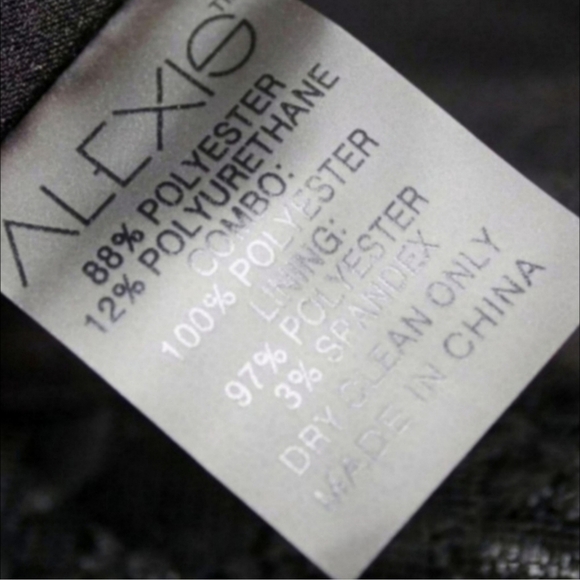 ALEXIS™
88% POLYESTER
12% POLYURETHANE
COMBO:
100% POLYESTER
LINING:
97% POLYESTER
3% SPANDEX
DRY CLEAN ONLY
MADE IN CHINA